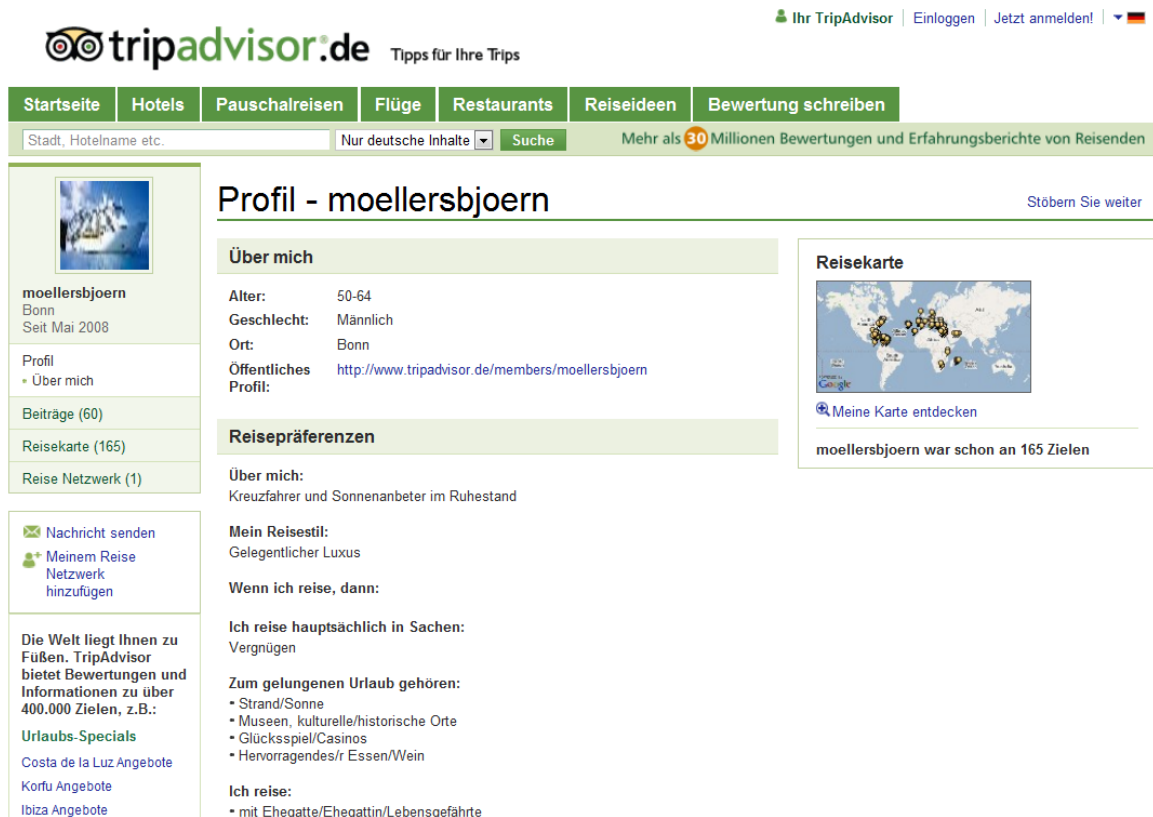 Ihr TripAdvisor Einloggen Jetzt anmelden!
tripadvisor.de Tipps für Ihre Trips
Startseite Hotels Pauschalreisen Flüge Restaurants Reiseideen Bewertung schreiben
Stadt, Hotelname etc. Nur deutsche Inhalte Suche Mehr als 30 Millionen Bewertungen und Erfahrungsberichte von Reisenden
moellersbjoern
Bonn
Seit Mai 2008
Profil
Über mich
Beiträge (60)
Reisekarte (165)
Reise Netzwerk (1)
Nachricht senden
Meinem Reise
Netzwerk
hinzufügen
Die Welt liegt Ihnen zu
Füßen. TripAdvisor
bietet Bewertungen und
Informationen zu über
400.000 Zielen, z.B.:
Urlaubs-Specials
Costa de la Luz Angebote
Korfu Angebote
Ibiza Angebote
Profil - moellersbjoern
Stöbern Sie weiter
Über mich
Alter: 50-64
Geschlecht: Männlich
Ort: Bonn
Öffentliches http://www.tripadvisor.de/members/moellersbjoern
Profil:
Reisepräferenzen
Über mich:
Kreuzfahrer und Sonnenanbeter im Ruhestand
Mein Reisestil:
Gelegentlicher Luxus
Wenn ich reise, dann:
Ich reise hauptsächlich in Sachen:
Vergnügen
Zum gelungenen Urlaub gehören:
- Strand/Sonne
- Museen, kulturelle/historische Orte
- Glücksspiel/Casinos
- Hervorragendes/r Essen/Wein
Ich reise:
- mit Ehegatte/Ehegattin/Lebensgefährte
Reisekarte
Google
Meine Karte entdecken
moellersbjoern war schon an 165 Zielen